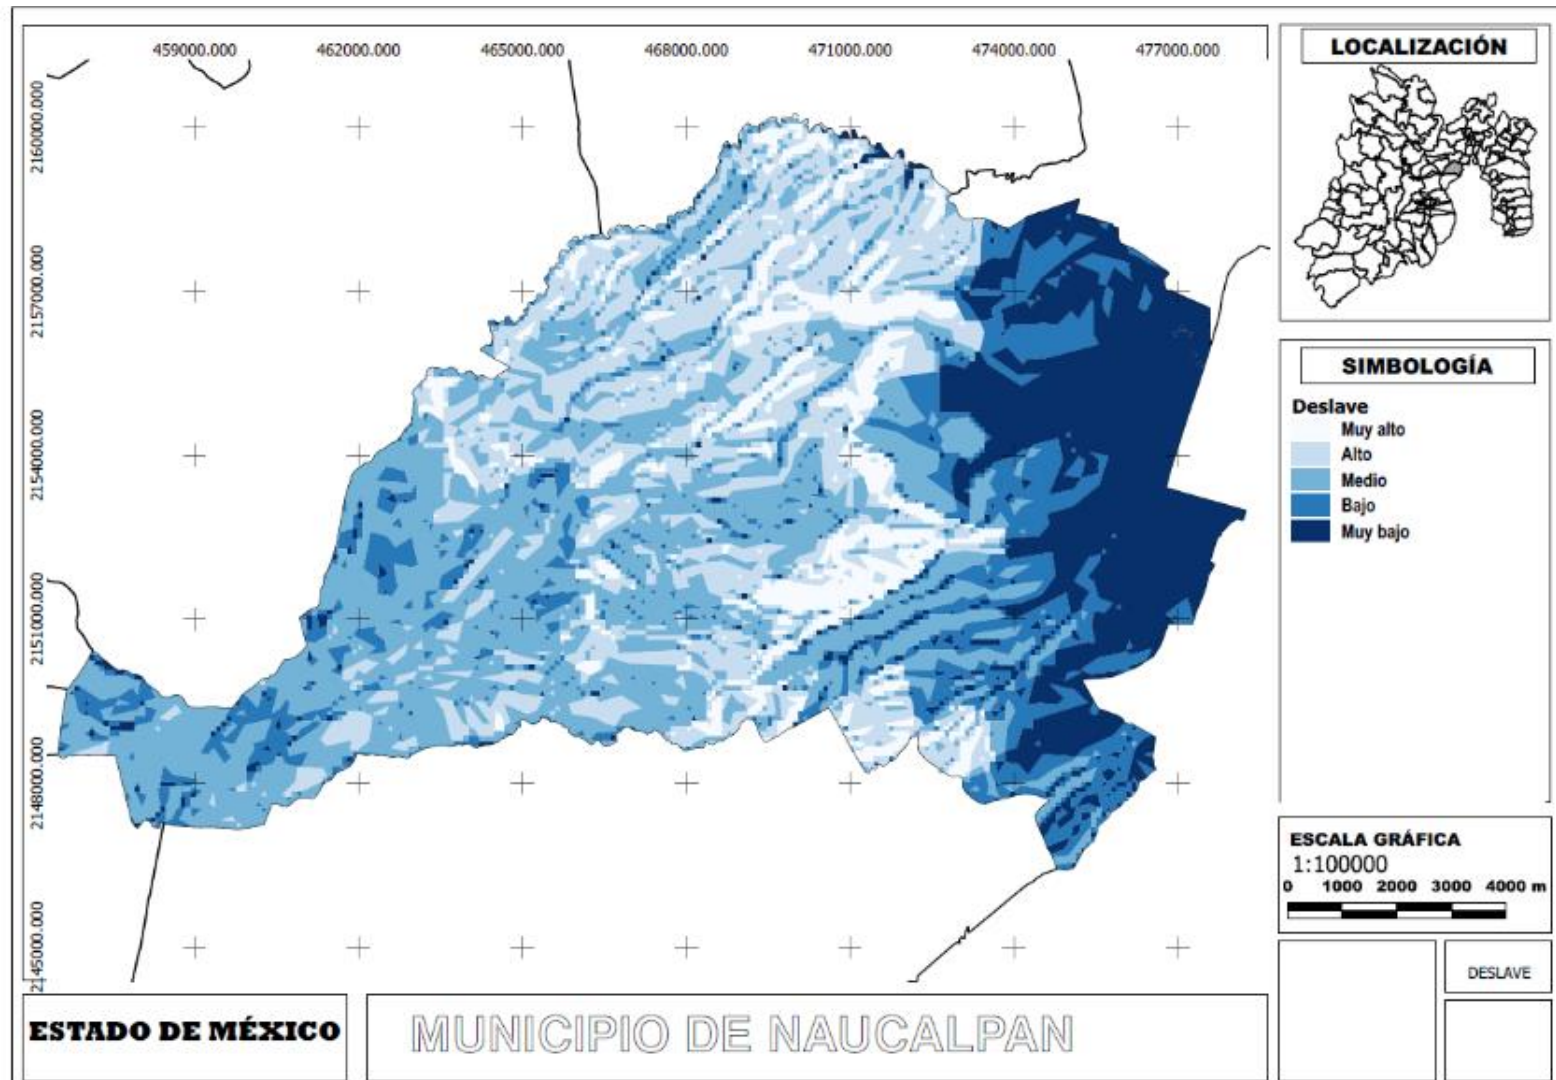 459000.000 462000.000 465000.000 468000.000 471000.000 474000.000 477000.000
2160000.000
2157000.000
2154000.000
2151000.000
2148000.000
2145000.000
LOCALIZACIÓN
SIMBOLOGÍA
Deslave
Muy alto
Alto
Medio
Bajo
Muy bajo
ESCALA GRÁFICA
1:100000
0 1000 2000 3000 4000 m
DESLAVE
ESTADO DE MÉXICO
MUNICIPIO DE NAUCALPAN